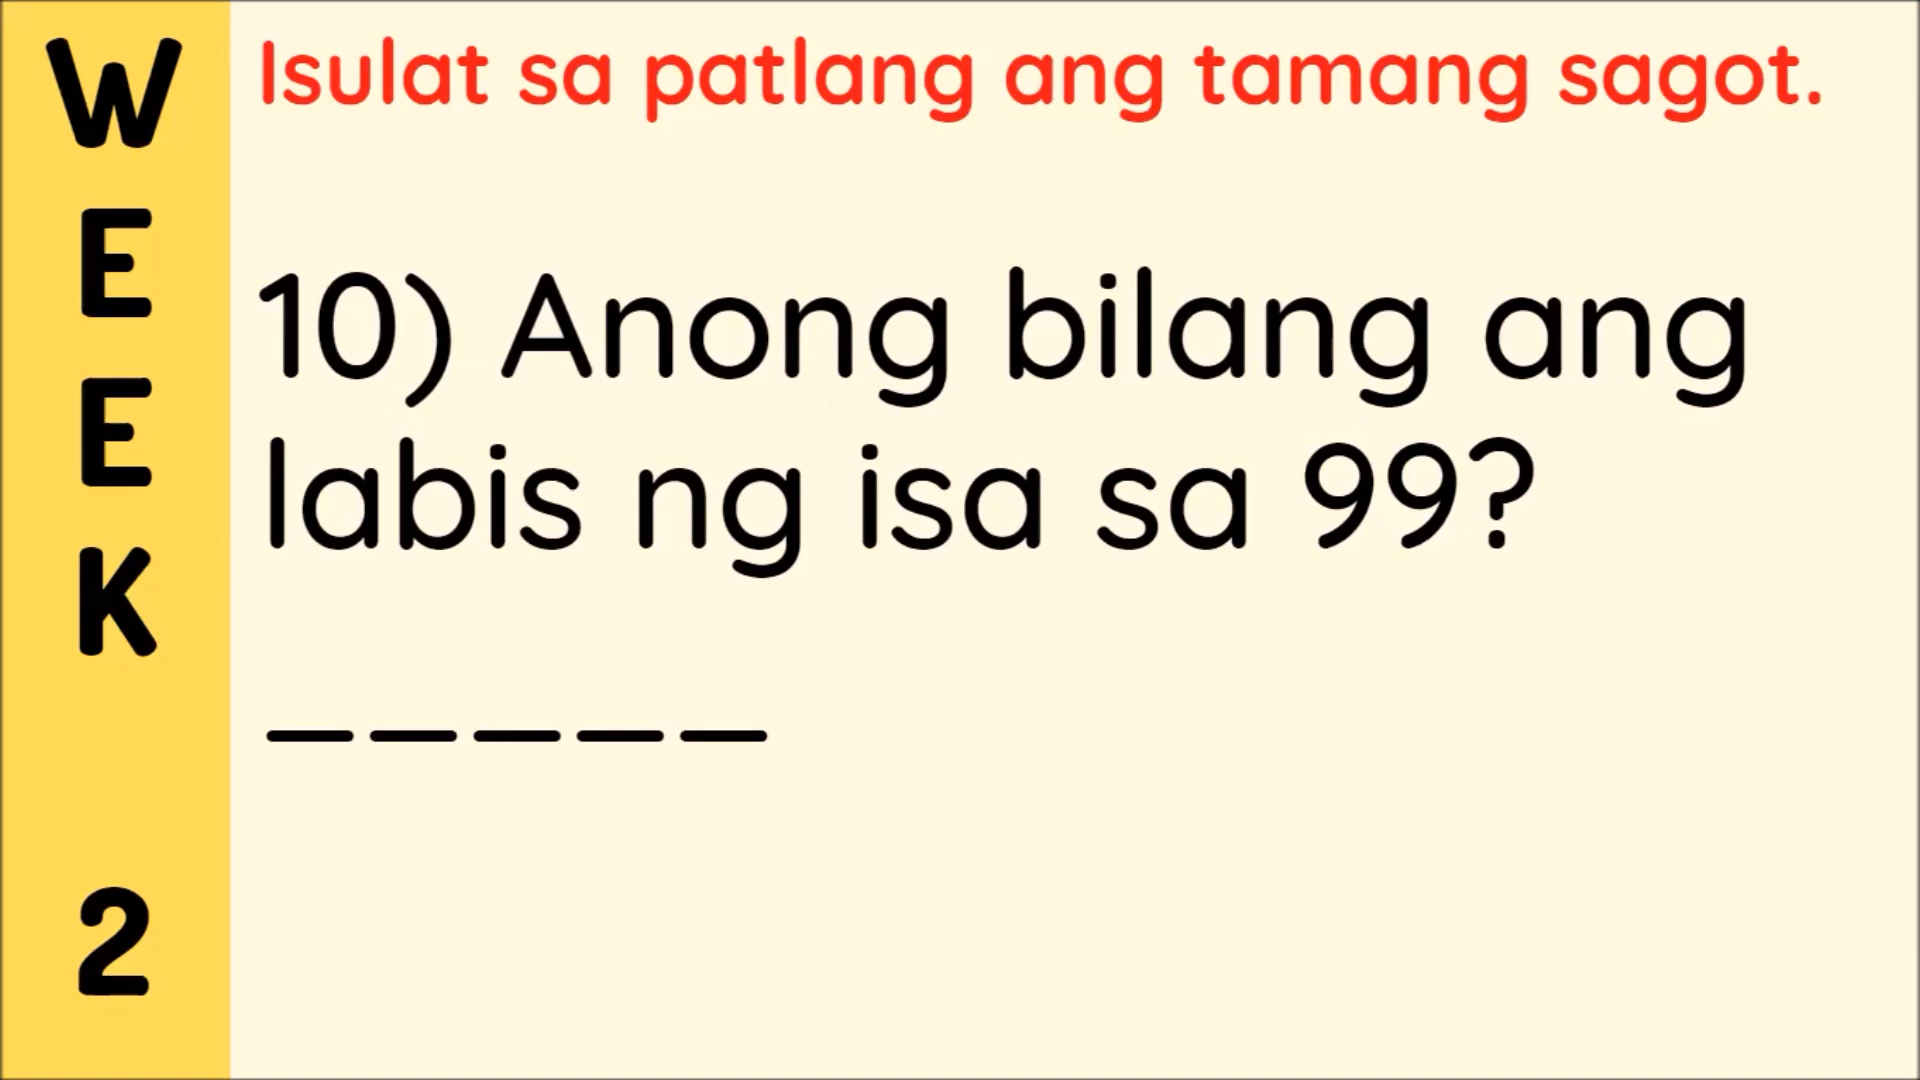 WEEK 2
Isulat sa patlang ang tamang sagot.
10) Anong bilang ang
labis ng isa sa 99?
_____